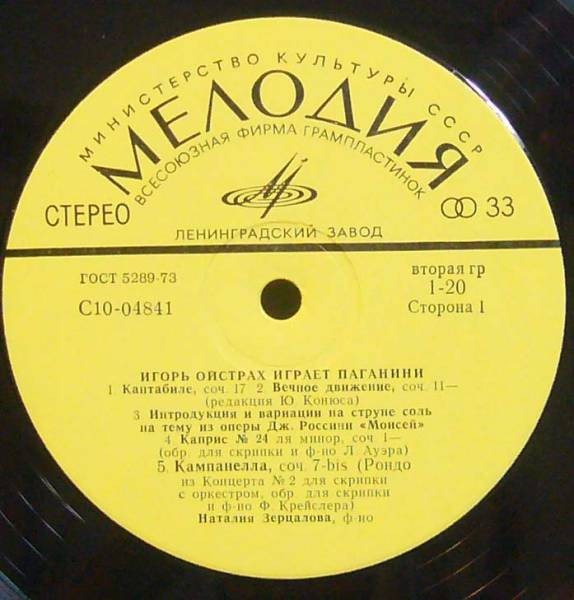 МИНИСТЕРСТВО КУЛЬТУРЫ СССР
МЕЛОДИЯ
ВСЕСОЮЗНАЯ ФИРМА ГРАМПЛАСТИНОК
СТЕРЕО
33
ЛЕНИНГРАДСКИЙ ЗАВОД
ГОСТ 5289-73
С10-04841
вторая гр
1-20
Сторона 1
ИГОРЬ ОЙСТРАХ ИГРАЕТ ПАГАНИНИ
1 Кантабиле, соч. 17 2 Вечное движение, соч. 11—
(редакция Ю. Конюса)
3 Интродукция и вариации на струне соль
на тему из оперы Дж. Россини «Моисей»
4 Каприс № 24 ля минор, соч 1—
(обр. для скрипки и ф-но Л Ауэра)
5. Кампанелла, соч. 7-bis (Рондо
из Концерта № 2 для скрипки
с оркестром, обр. для скрипки
и ф-но Ф. Крейслера)
Наталия Зерцалова, ф-но